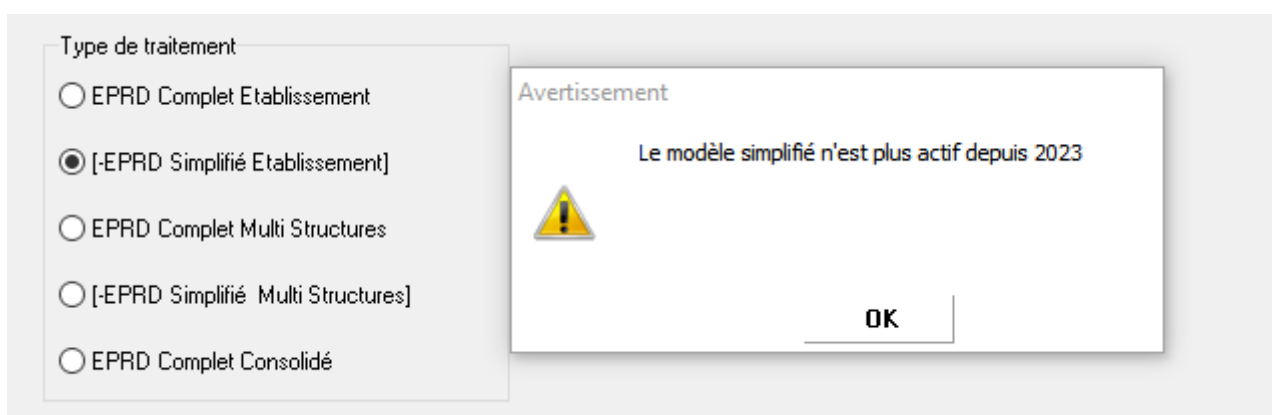 Type de traitement
EPRD Complet Etablissement
[-EPRD Simplifié Etablissement]
EPRD Complet Multi Structures
[-EPRD Simplifié  Multi Structures]
EPRD Complet Consolidé
Avertissement
Le modèle simplifié n'est plus actif depuis 2023
OK